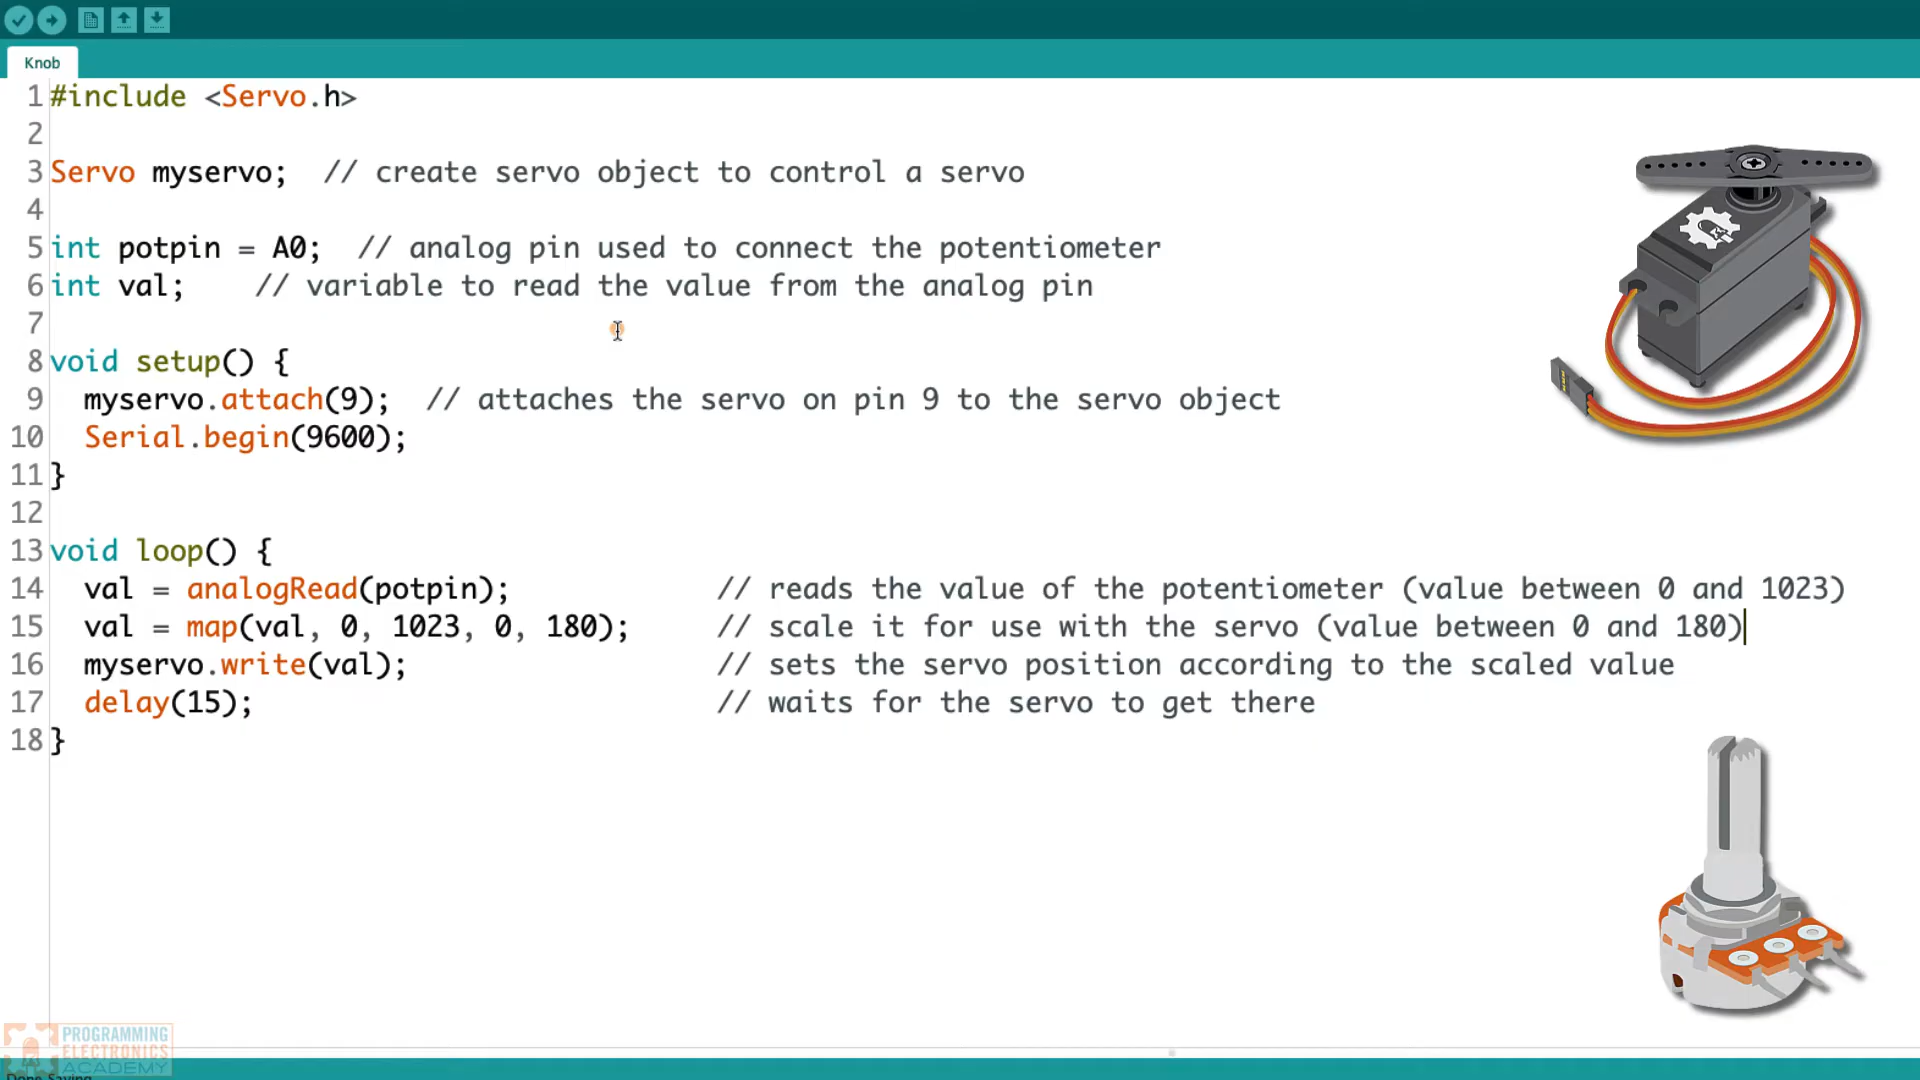 Knob
1 #include <Servo.h>
2
3 Servo myservo;  // create servo object to control a servo
4
5 int potpin = A0;  // analog pin used to connect the potentiometer
6 int val;    // variable to read the value from the analog pin
7
8 void setup() {
9   myservo.attach(9);  // attaches the servo on pin 9 to the servo object
10   Serial.begin(9600);
11 }
12
13 void loop() {
14   val = analogRead(potpin);            // reads the value of the potentiometer (value between 0 and 1023)
15   val = map(val, 0, 1023, 0, 180);     // scale it for use with the servo (value between 0 and 180)
16   myservo.write(val);                  // sets the servo position according to the scaled value
17   delay(15);                           // waits for the servo to get there
18 }
PROGRAMMING
ELECTRONICS
ACADEMY
Done Saving